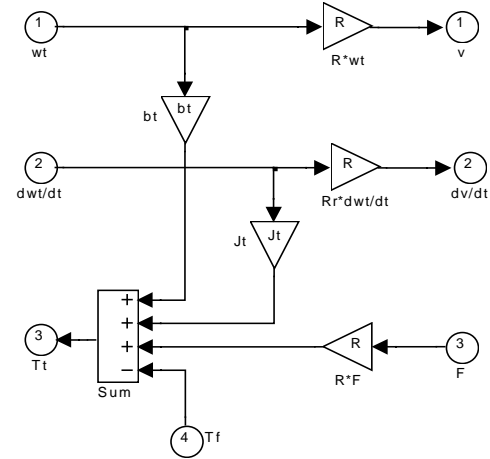 1
R
1
wt
R*wt
v
bt
bt
2
R
2
dwt/dt
Rr*dwt/dt
dv/dt
Jt
Jt
+
+
3
+
R
3
Tt
−
R*F
F
Sum
4
Tf